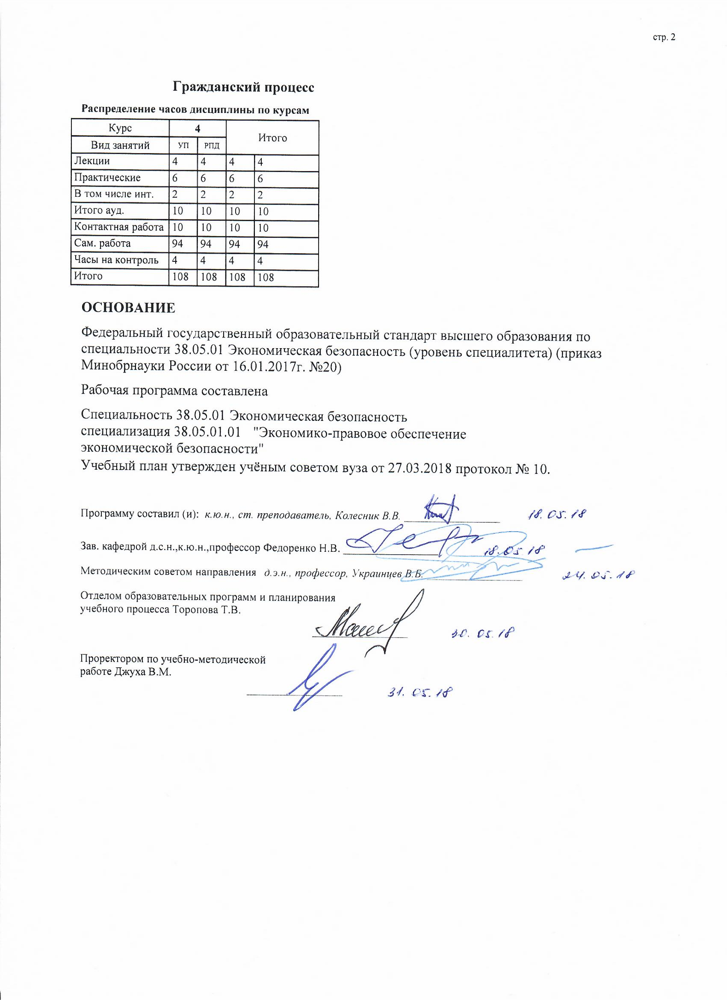 стр. 2
Гражданский процесс
Распределение часов дисциплины по курсам
Курс 4 Итого
Вид занятий УП РПД
Лекции 4 4 4 4
Практические 6 6 6 6
В том числе инт. 2 2 2 2
Итого ауд. 10 10 10 10
Контактная работа 10 10 10 10
Сам. работа 94 94 94 94
Часы на контроль 4 4 4 4
Итого 108 108 108 108
ОСНОВАНИЕ
Федеральный государственный образовательный стандарт высшего образования по
специальности 38.05.01 Экономическая безопасность (уровень специалитета) (приказ
Минобрнауки России от 16.01.2017г. №20)
Рабочая программа составлена
Специальность 38.05.01 Экономическая безопасность
специализация 38.05.01.01 "Экономико-правовое обеспечение
экономической безопасности"
Учебный план утвержден учёным советом вуза от 27.03.2018 протокол № 10.
Программу составил (и): к.ю.н., ст. преподаватель, Колесник В.В. 18.05.18
Зав. кафедрой д.с.н.,к.ю.н.,профессор Федоренко Н.В. 18.05.18
Методическим советом направления д.э.н., профессор, Украинцев В.Б. 24.05.18
Отделом образовательных программ и планирования
учебного процесса Торопова Т.В.
30.05.18
Проректором по учебно-методической
работе Джуха В.М.
31.05.18